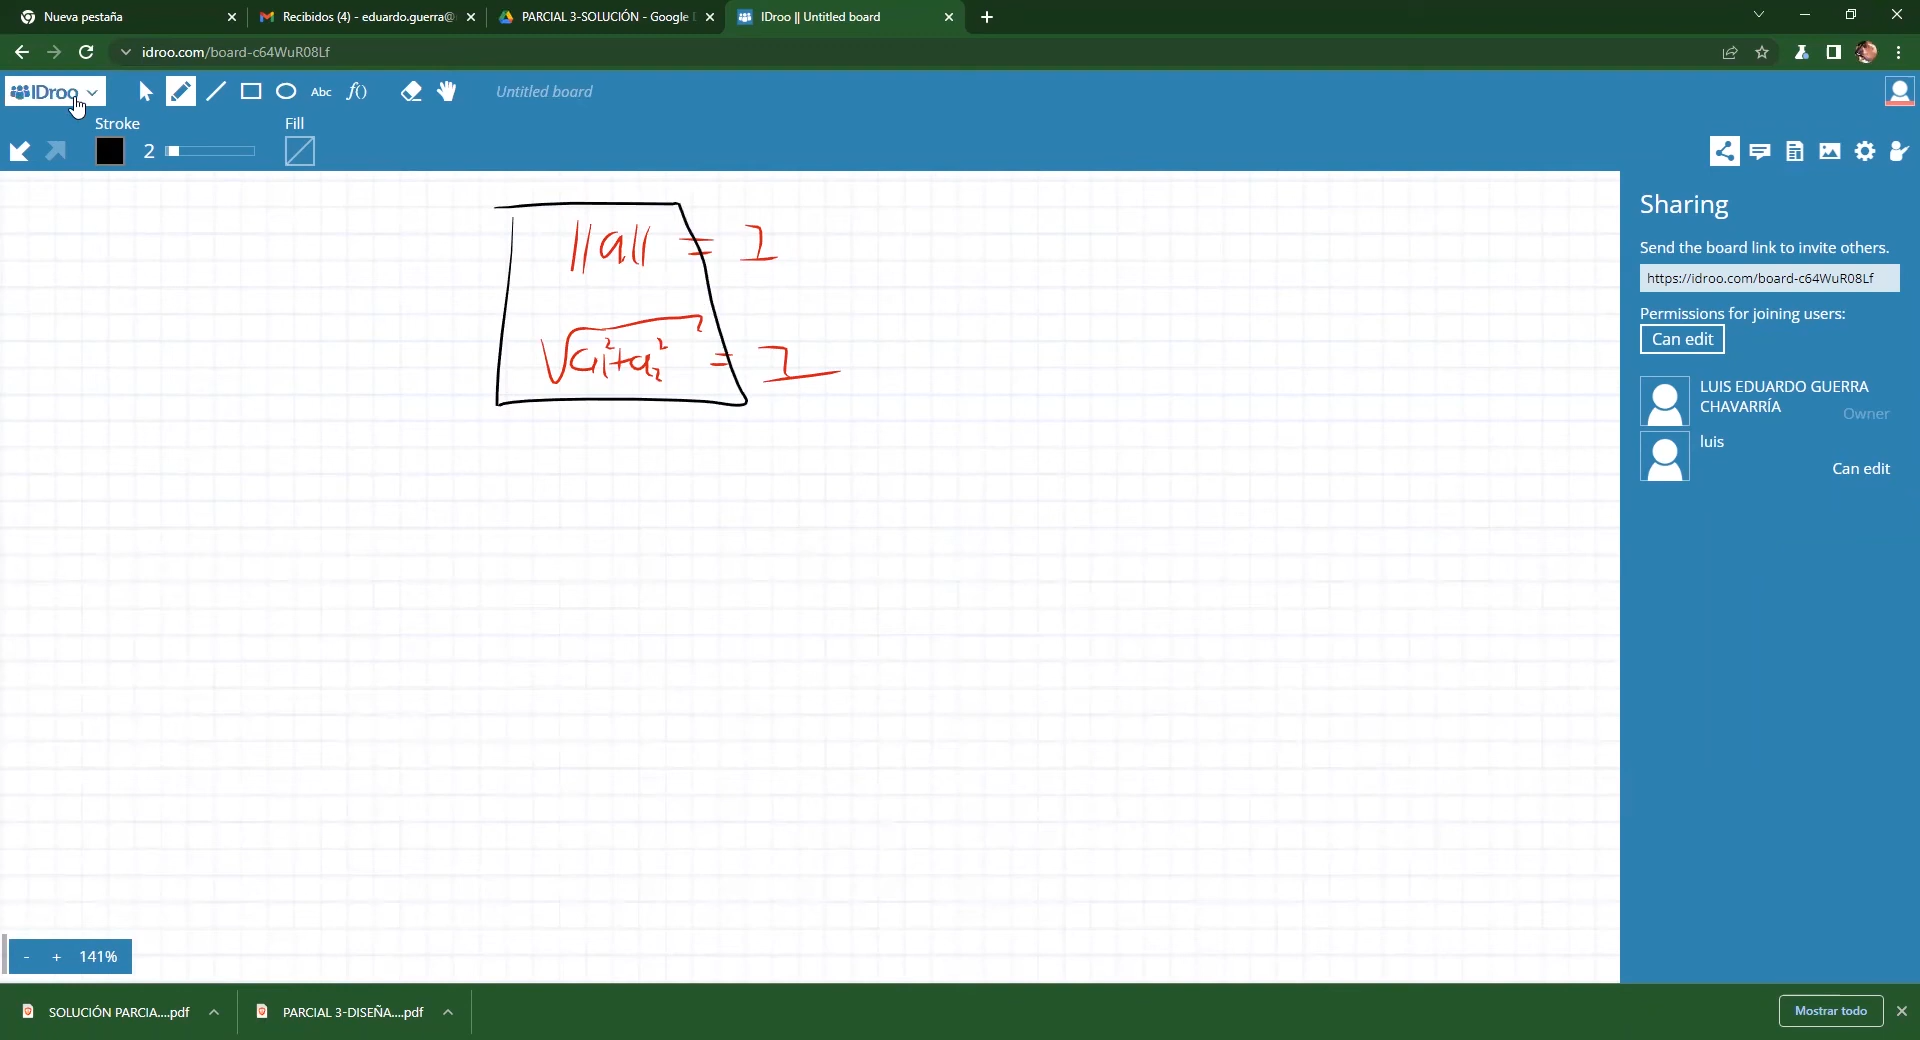 Nueva pestaña
Recibidos (4) - eduardo.guerra@
PARCIAL 3-SOLUCIÓN - Google
IDroo || Untitled board
idroo.com/board-c64WuR08Lf
IDroo
Abc
f()
Untitled board
Stroke
Fill
2
||a|| = 1
√a₁²+a₂² = 1
Sharing
Send the board link to invite others.
https://idroo.com/board-c64WuR08Lf
Permissions for joining users:
Can edit
LUIS EDUARDO GUERRA
CHAVARRÍA
Owner
luis
Can edit
- + 141%
SOLUCIÓN PARCIA....pdf
PARCIAL 3-DISEÑA....pdf
Mostrar todo